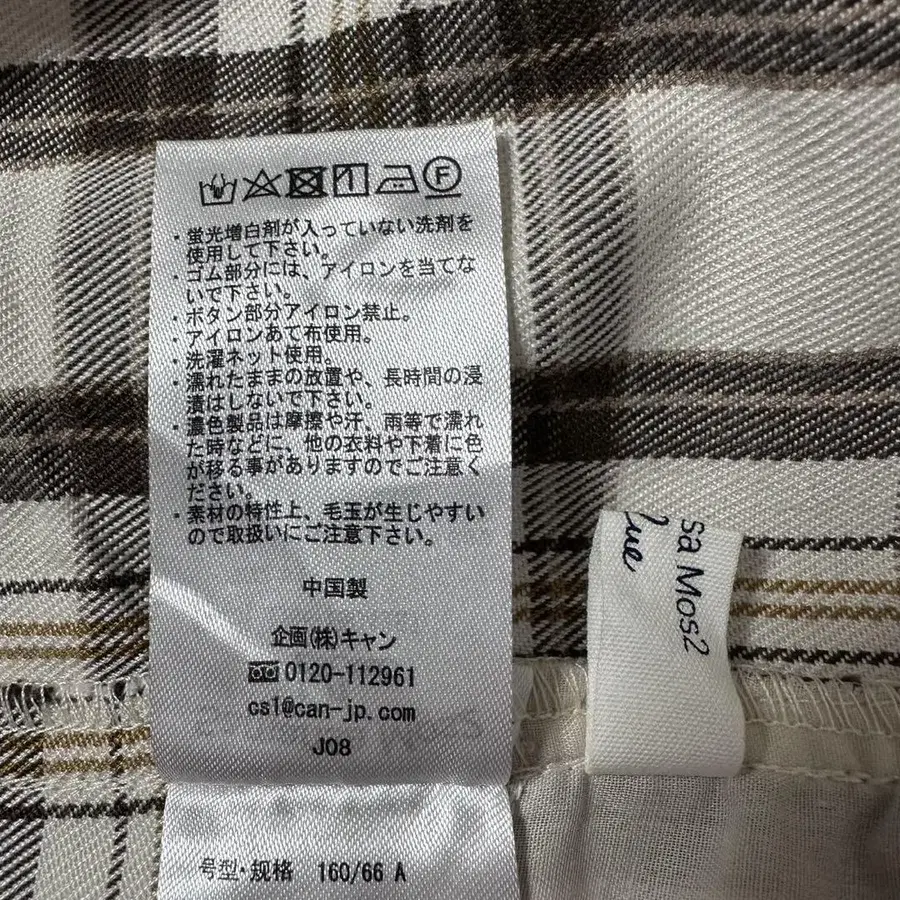 ・蛍光増白剤が入っていない洗剤を
使用して下さい。
・ゴム部分には、アイロンを当てな
いで下さい。
・ボタン部分アイロン禁止。
・アイロンあて布使用。
・洗濯ネット使用。
・濡れたままの放置や、長時間の浸
漬はしないで下さい。
・濃色製品は摩擦や汗、雨等で濡れ
た時などに、他の衣料や下着に色
が移る事がありますのでご注意く
ださい。
・素材の特性上、毛玉が生じやすい
ので取扱いにご注意下さい。
中国製
企画(株)キャン
0120-112961
cs1@can-jp.com
J08
号型・规格 160/66 A
sa Mos2
lue